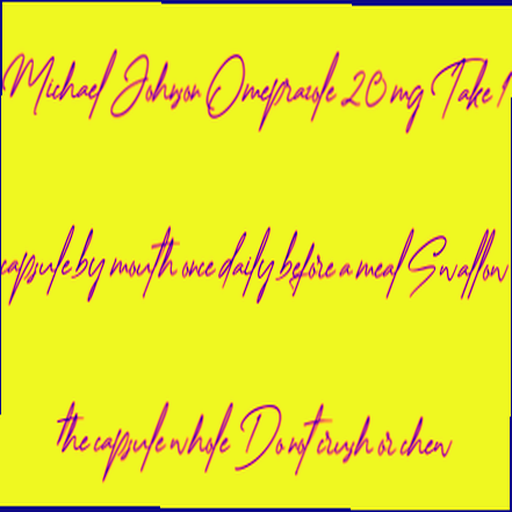 Michael Johnson Omeprazole 20 mg Take 1
capsule by mouth once daily before a meal Swallow
the capsule whole Do not crush or chew